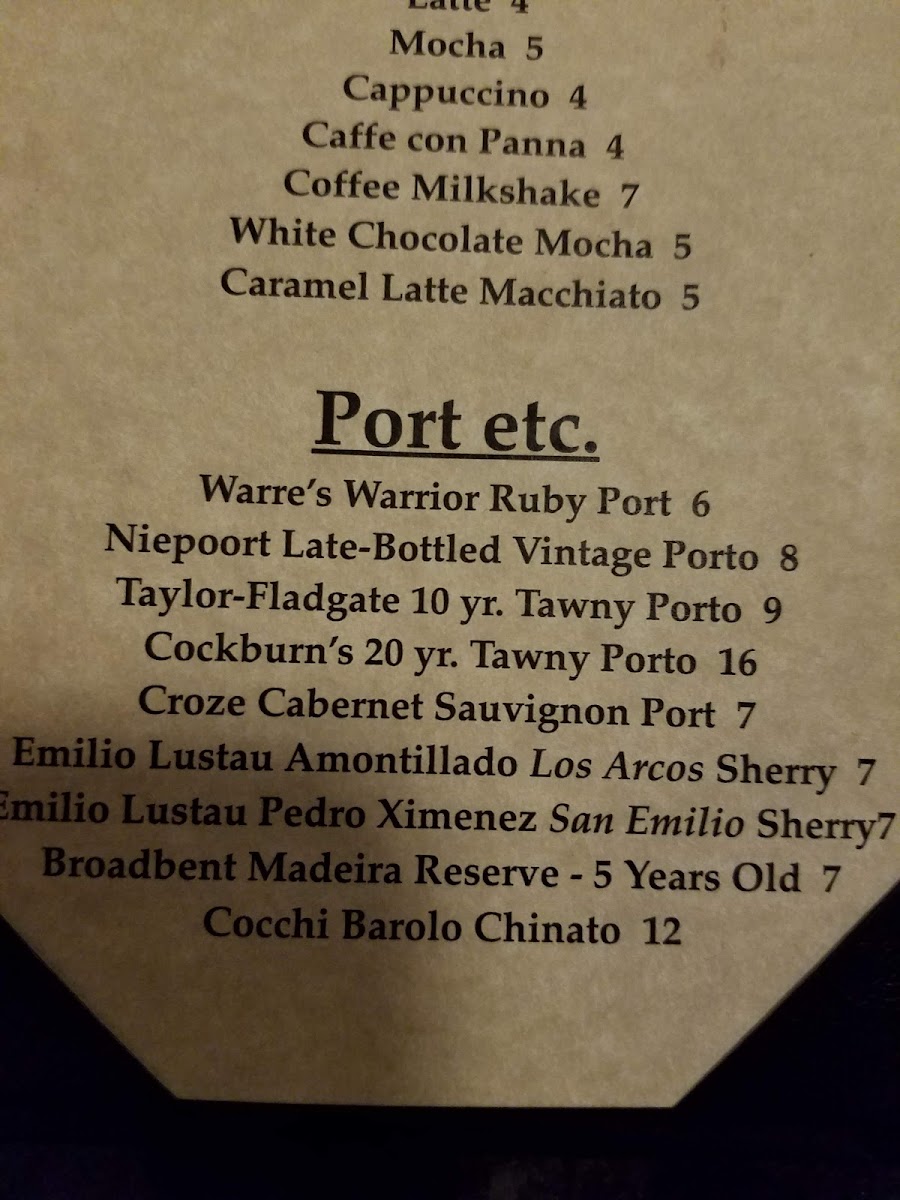 Latte 4
Mocha 5
Cappuccino 4
Caffe con Panna 4
Coffee Milkshake 7
White Chocolate Mocha 5
Caramel Latte Macchiato 5
Port etc.
Warre's Warrior Ruby Port 6
Niepoort Late-Bottled Vintage Porto 8
Taylor-Fladgate 10 yr. Tawny Porto 9
Cockburn's 20 yr. Tawny Porto 16
Croze Cabernet Sauvignon Port 7
Emilio Lustau Amontillado Los Arcos Sherry 7
Emilio Lustau Pedro Ximenez San Emilio Sherry7
Broadbent Madeira Reserve - 5 Years Old 7
Cocchi Barolo Chinato 12